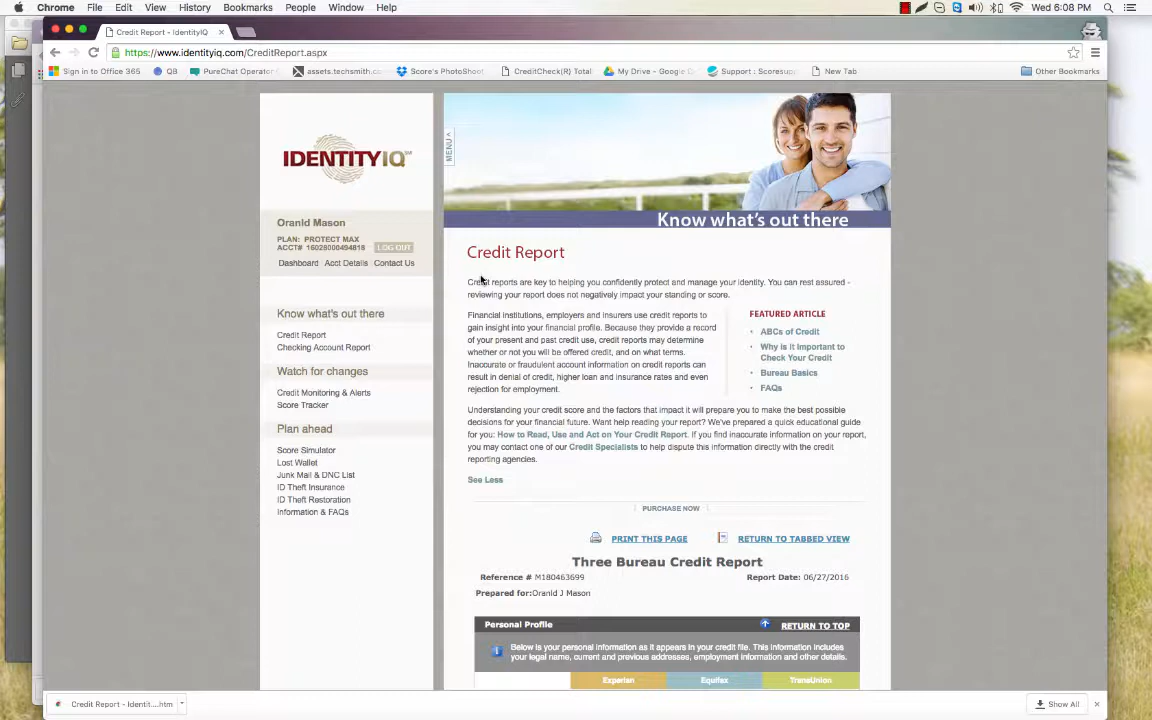 Chrome File Edit View History Bookmarks People Window Help Wed 6:08 PM
Credit Report - IdentityIQ
https://www.identityiq.com/CreditReport.aspx
Sign in to Office 365 QB PureChat Operator assets.techsmith.c Score's PhotoShoot CreditCheck(R) Total My Drive - Google D Support : Scoresup New Tab Other Bookmarks
MENU
IDENTITY IQ
Know what's out there
Oranid Mason
PLAN: PROTECT MAX
ACCT# 16028000494816 LOG OUT
Dashboard Acct Details Contact Us
Know what's out there
Credit Report
Checking Account Report
Watch for changes
Credit Monitoring & Alerts
Score Tracker
Plan ahead
Score Simulator
Lost Wallet
Junk Mail & DNC List
ID Theft Insurance
ID Theft Restoration
Information & FAQs
Credit Report
Credit reports are key to helping you confidently protect and manage your identity. You can rest assured -
reviewing your report does not negatively impact your standing or score.
Financial institutions, employers and insurers use credit reports to
gain insight into your financial profile. Because they provide a record
of your present and past credit use, credit reports may determine
whether or not you will be offered credit, and on what terms.
Inaccurate or fraudulent account information on credit reports can
result in denial of credit, higher loan and insurance rates and even
rejection for employment.
FEATURED ARTICLE
• ABCs of Credit
• Why is it Important to
Check Your Credit
• Bureau Basics
• FAQs
Understanding your credit score and the factors that impact it will prepare you to make the best possible
decisions for your financial future. Want help reading your report? We've prepared a quick educational guide
for you: How to Read, Use and Act on Your Credit Report. If you find inaccurate information on your report,
you may contact one of our Credit Specialists to help dispute this information directly with the credit
reporting agencies.
See Less
PURCHASE NOW
PRINT THIS PAGE RETURN TO TABBED VIEW
Three Bureau Credit Report
Reference # M180463699 Report Date: 06/27/2016
Prepared for:Oranid J Mason
Personal Profile RETURN TO TOP
Below is your personal information as it appears in your credit file. This information includes
your legal name, current and previous addresses, employment information and other details.
Experian Equifax TransUnion
Credit Report - Identit....htm Show All